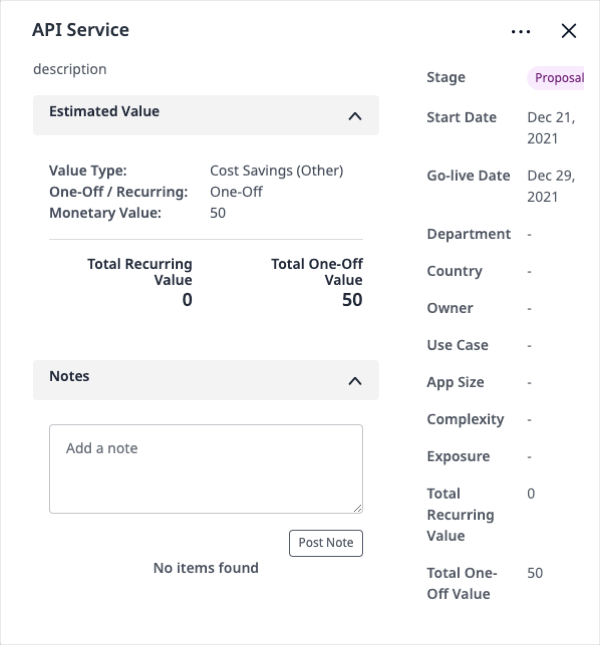 API Service
description
Estimated Value
Value Type: Cost Savings (Other)
One-Off / Recurring: One-Off
Monetary Value: 50
Total Recurring
Value
0
Total One-Off
Value
50
Notes
Add a note
Post Note
No items found
Stage Proposal
Start Date Dec 21,
2021
Go-live Date Dec 29,
2021
Department -
Country -
Owner -
Use Case -
App Size -
Complexity -
Exposure -
Total 0
Recurring
Value
Total One- 50
Off Value